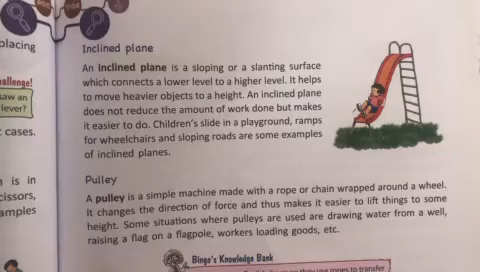 placing
challenge!
saw an
lever?
cases.
is in
cissors,
amples
Inclined plane
An inclined plane is a sloping or a slanting surface
which connects a lower level to a higher level. It helps
to move heavier objects to a height. An inclined plane
does not reduce the amount of work done but makes
it easier to do. Children's slide in a playground, ramps
for wheelchairs and sloping roads are some examples
of inclined planes.
Pulley
A pulley is a simple machine made with a rope or chain wrapped around a wheel.
It changes the direction of force and thus makes it easier to lift things to some
height. Some situations where pulleys are used are drawing water from a well,
raising a flag on a flagpole, workers loading goods, etc.
Bingo's Knowledge Bank
use ropes to transfer